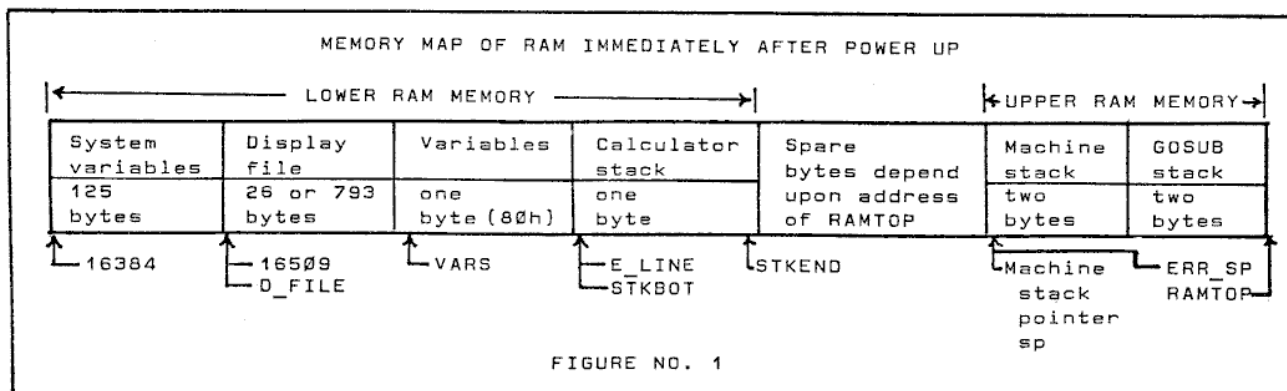 MEMORY MAP OF RAM IMMEDIATELY AFTER POWER UP
LOWER RAM MEMORY
UPPER RAM MEMORY
System
variables
125
bytes
Display
file
26 or 793
bytes
Variables
one
byte (80h)
Calculator
stack
one
byte
Spare
bytes depend
upon address
of RAMTOP
Machine
stack
two
bytes
GOSUB
stack
two
bytes
16384
16509
D_FILE
VARS
E_LINE
STKBOT
STKEND
Machine
stack
pointer
sp
ERR_SP
RAMTOP
FIGURE NO. 1